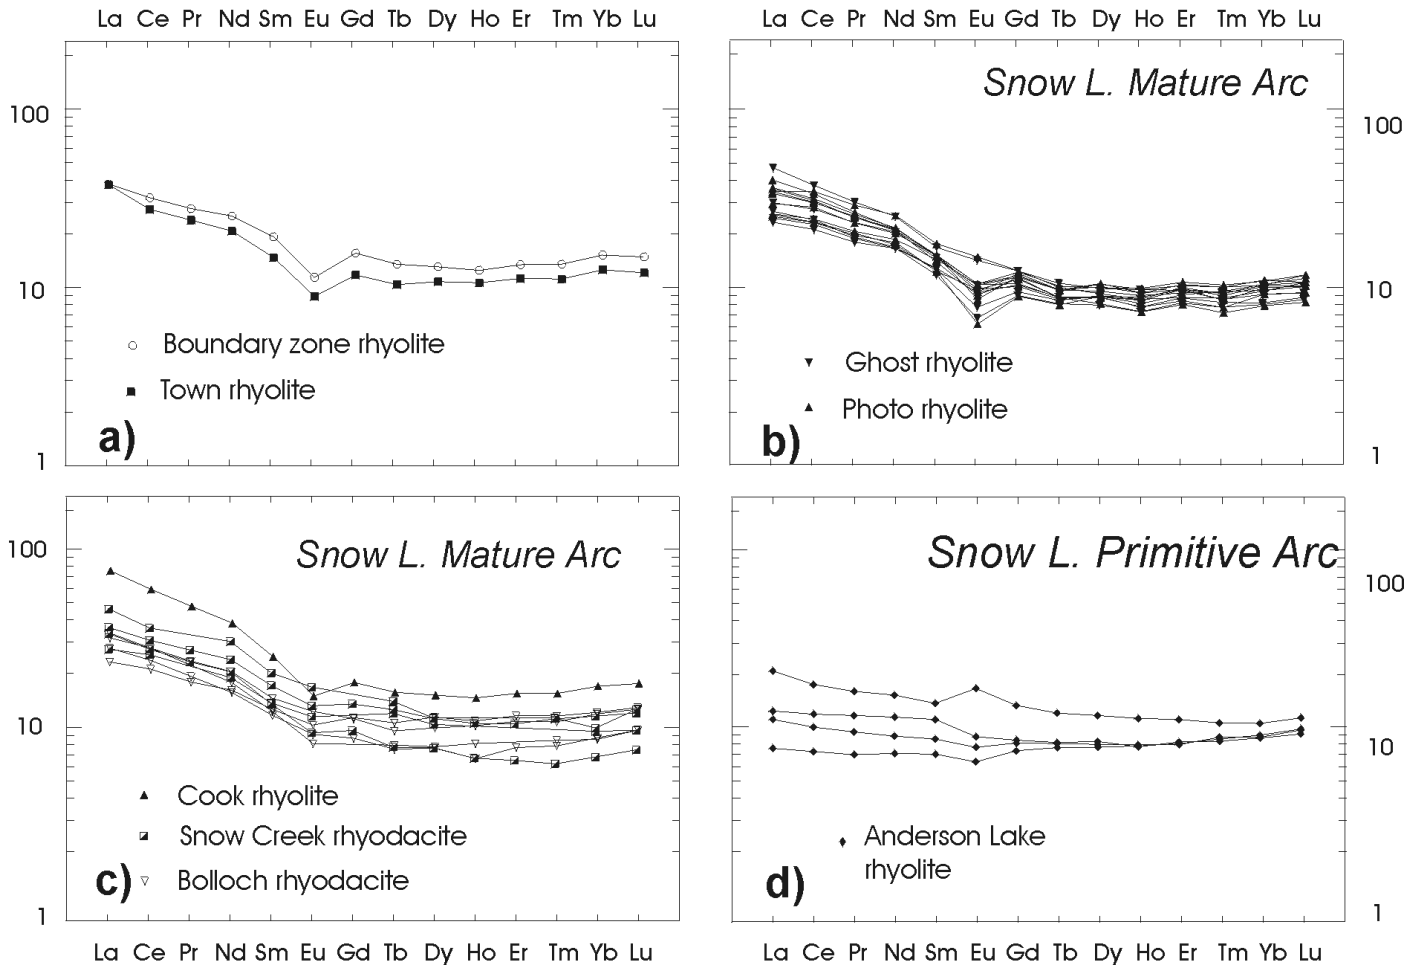 La Ce Pr Nd Sm Eu Gd Tb Dy Ho Er Tm Yb Lu
La Ce Pr Nd Sm Eu Gd Tb Dy Ho Er Tm Yb Lu
100
10
1
Boundary zone rhyolite
Town rhyolite
a)
Snow L. Mature Arc
100
10
1
Ghost rhyolite
Photo rhyolite
b)
100
10
1
Snow L. Mature Arc
Cook rhyolite
Snow Creek rhyodacite
Bolloch rhyodacite
c)
Snow L. Primitive Arc
100
10
1
Anderson Lake
rhyolite
d)
La Ce Pr Nd Sm Eu Gd Tb Dy Ho Er Tm Yb Lu
La Ce Pr Nd Sm Eu Gd Tb Dy Ho Er Tm Yb Lu